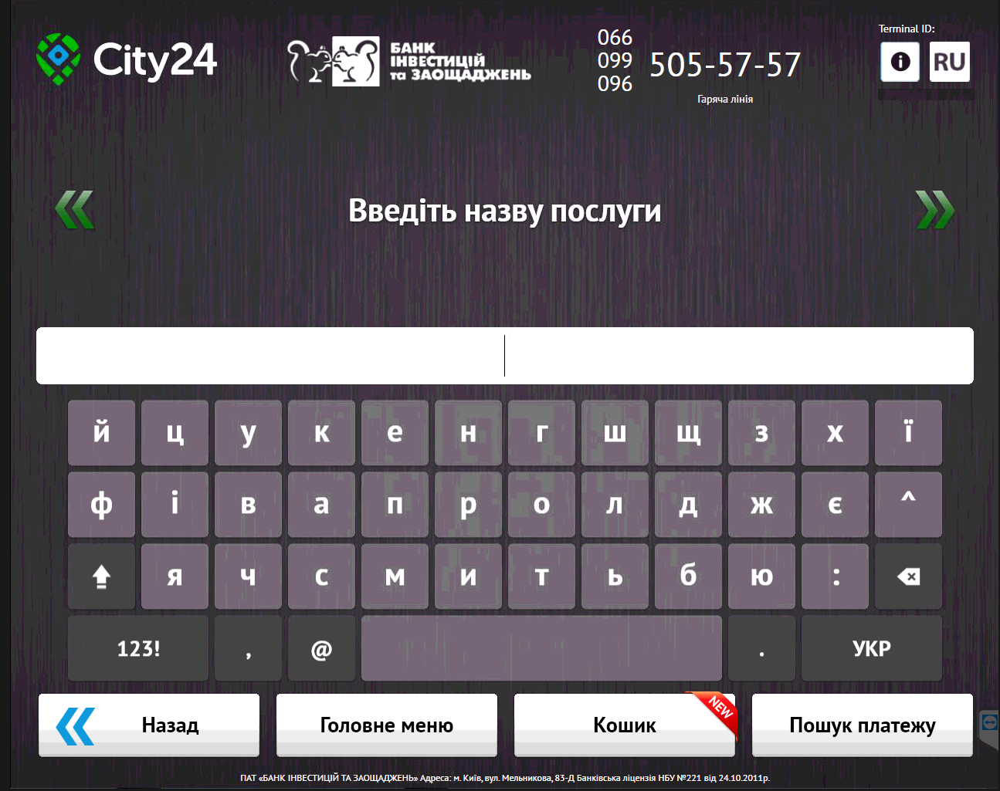 City24
БАНК
ІНВЕСТИЦІЙ
та ЗАОЩАДЖЕНЬ
066
099
096
505-57-57
Гаряча лінія
Terminal ID:
i
RU
Введіть назву послуги
й ц у к е н г ш щ з х ї
ф і в а п р о л д ж є ^
я ч с м и т ь б ю :
123! , @ . УКР
Назад
Головне меню
Кошик
NEW
Пошук платежу
ПАТ «БАНК ІНВЕСТИЦІЙ ТА ЗАОЩАДЖЕНЬ» Адреса: м. Київ, вул. Мельникова, 83-Д Банківська ліцензія НБУ №221 від 24.10.2011р.